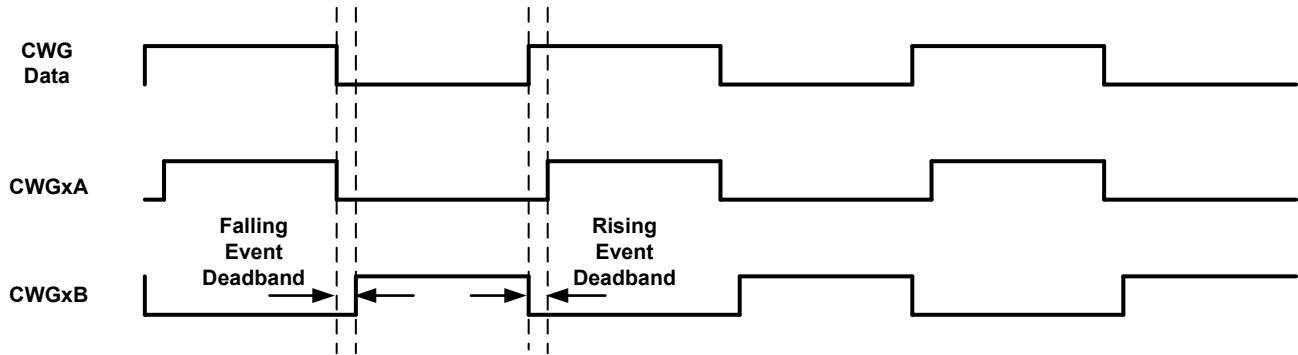 CWG
Data
CWGxA
Falling
Event
Deadband
Rising
Event
Deadband
CWGxB